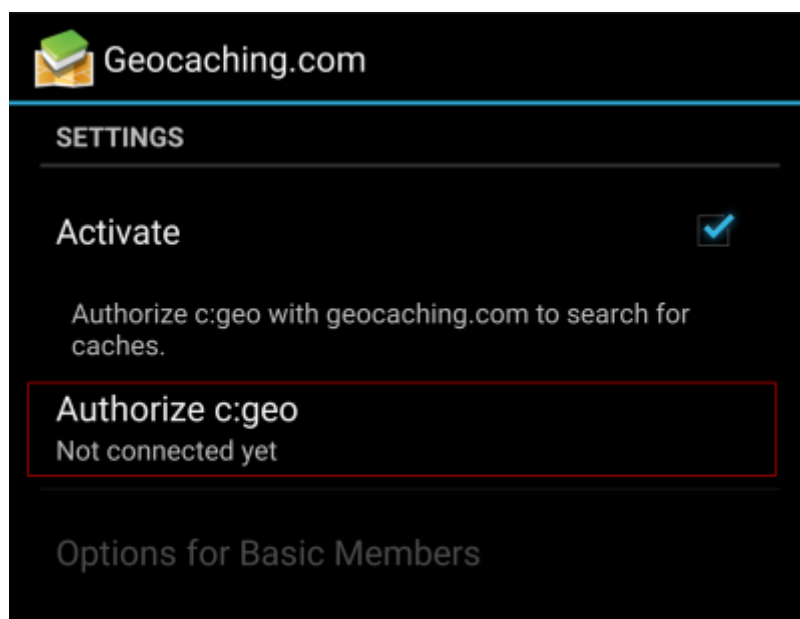 Geocaching.com
SETTINGS
Activate
Authorize c:geo with geocaching.com to search for
caches.
Authorize c:geo
Not connected yet
Options for Basic Members